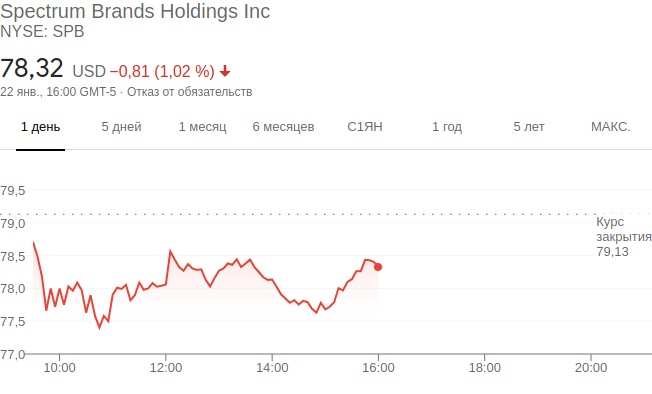 Spectrum Brands Holdings Inc
NYSE: SPB
78,32 USD −0,81 (1,02 %)
22 янв., 16:00 GMT-5 · Отказ от обязательств
1 день 5 дней 1 месяц 6 месяцев С1ЯН 1 год 5 лет МАКС.
79,5
79,0
78,5
78,0
77,5
77,0
Курс
закрытия
79,13
10:00 12:00 14:00 16:00 18:00 20:00